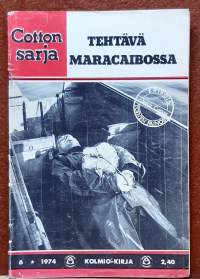 Cotton
sarja
TEHTÄVÄ
MARACAIBOSSA
6 ★ 1974
KOLMIO-KIRJA
2,40